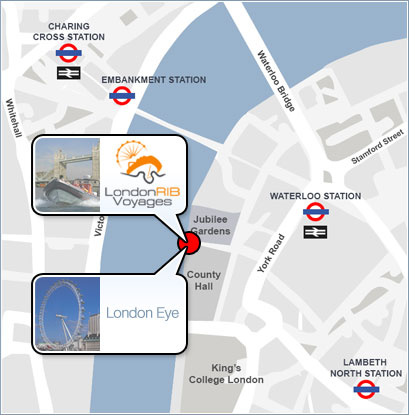 CHARING
CROSS STATION
EMBANKMENT STATION
Waterloo Bridge
Whitehall
Stamford Street
LondonRIB
Voyages
Victo
WATERLOO STATION
Jubilee
Gardens
York Road
County
Hall
London Eye
King's
College London
LAMBETH
NORTH STATION